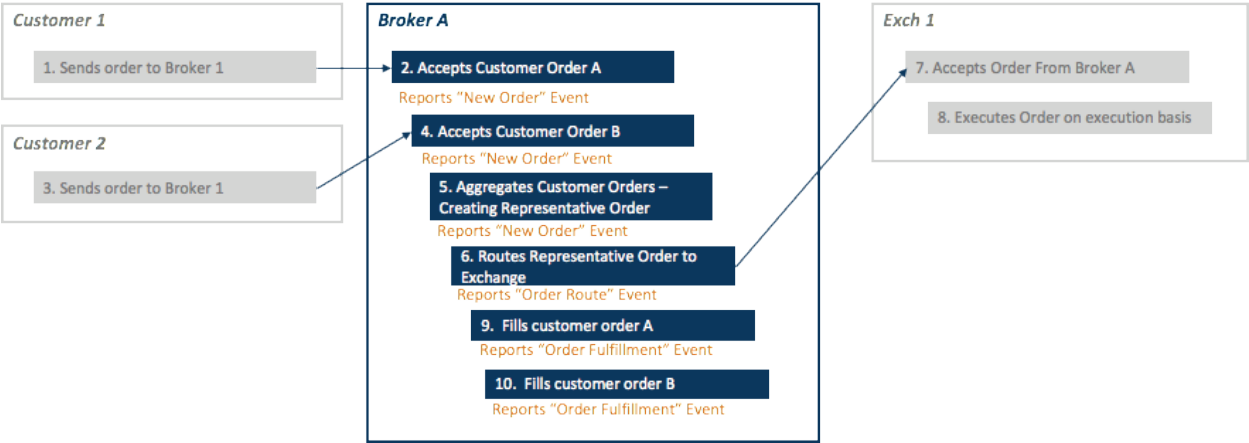 Customer 1
1. Sends order to Broker 1
Customer 2
3. Sends order to Broker 1
Broker A
2. Accepts Customer Order A
Reports “New Order” Event
4. Accepts Customer Order B
Reports “New Order” Event
5. Aggregates Customer Orders –
Creating Representative Order
Reports “New Order” Event
6. Routes Representative Order to
Exchange
Reports “Order Route” Event
9. Fills customer order A
Reports “Order Fulfillment” Event
10. Fills customer order B
Reports “Order Fulfillment” Event
Exch 1
7. Accepts Order From Broker A
8. Executes Order on execution basis